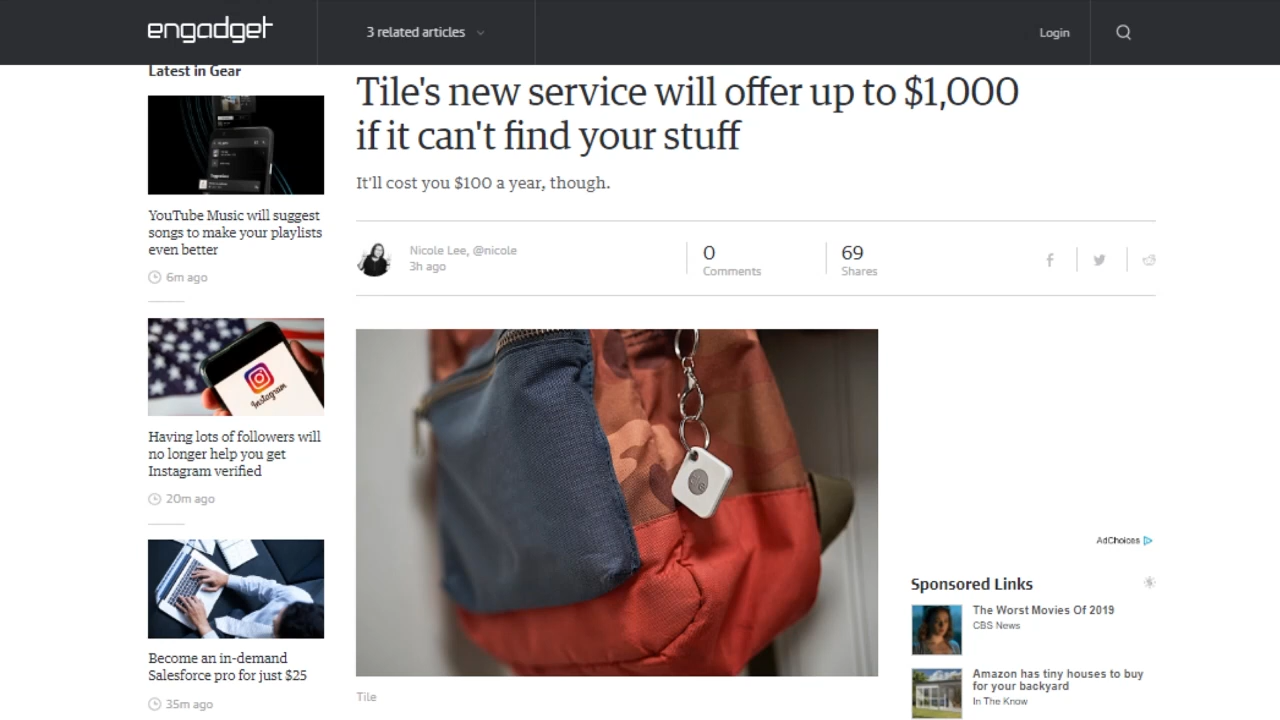 engadget
3 related articles
Login
Latest in Gear
YouTube Music will suggest
songs to make your playlists
even better
6m ago
Instagram
Having lots of followers will
no longer help you get
Instagram verified
20m ago
Become an in-demand
Salesforce pro for just $25
35m ago
Tile's new service will offer up to $1,000
if it can't find your stuff
It'll cost you $100 a year, though.
Nicole Lee, @nicole
3h ago
0
Comments
69
Shares
Tile
AdChoices
Sponsored Links
The Worst Movies Of 2019
CBS News
Amazon has tiny houses to buy
for your backyard
In The Know